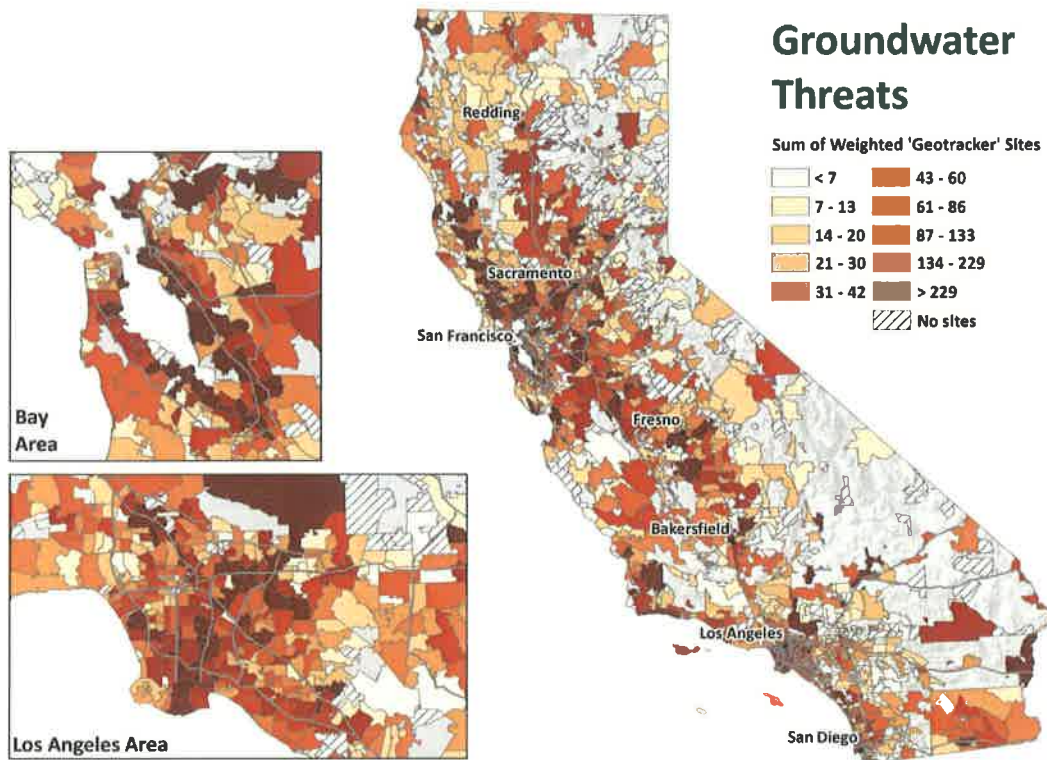 Groundwater
Threats
Sum of Weighted 'Geotracker' Sites
< 7
7 - 13
14 - 20
21 - 30
31 - 42
43 - 60
61 - 86
87 - 133
134 - 229
> 229
No sites
Redding
Sacramento
San Francisco
Fresno
Bakersfield
Los Angeles
San Diego
Bay
Area
Los Angeles Area